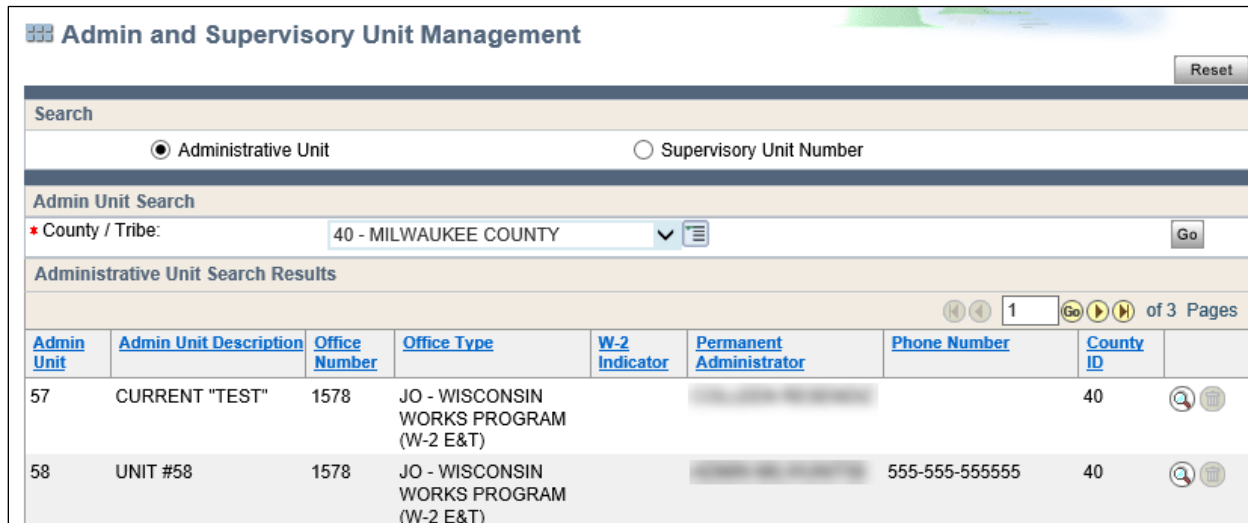 Admin and Supervisory Unit Management
Reset
Search
Administrative Unit Supervisory Unit Number
Admin Unit Search
* County / Tribe: 40 - MILWAUKEE COUNTY Go
Administrative Unit Search Results
1 Go of 3 Pages
Admin Unit Description Office Office Type W-2 Permanent Phone Number County
Unit Number Indicator Administrator ID
57 CURRENT "TEST" 1578 JO - WISCONSIN 40
WORKS PROGRAM
(W-2 E&T)
58 UNIT #58 1578 JO - WISCONSIN 555-555-555555 40
WORKS PROGRAM
(W-2 E&T)